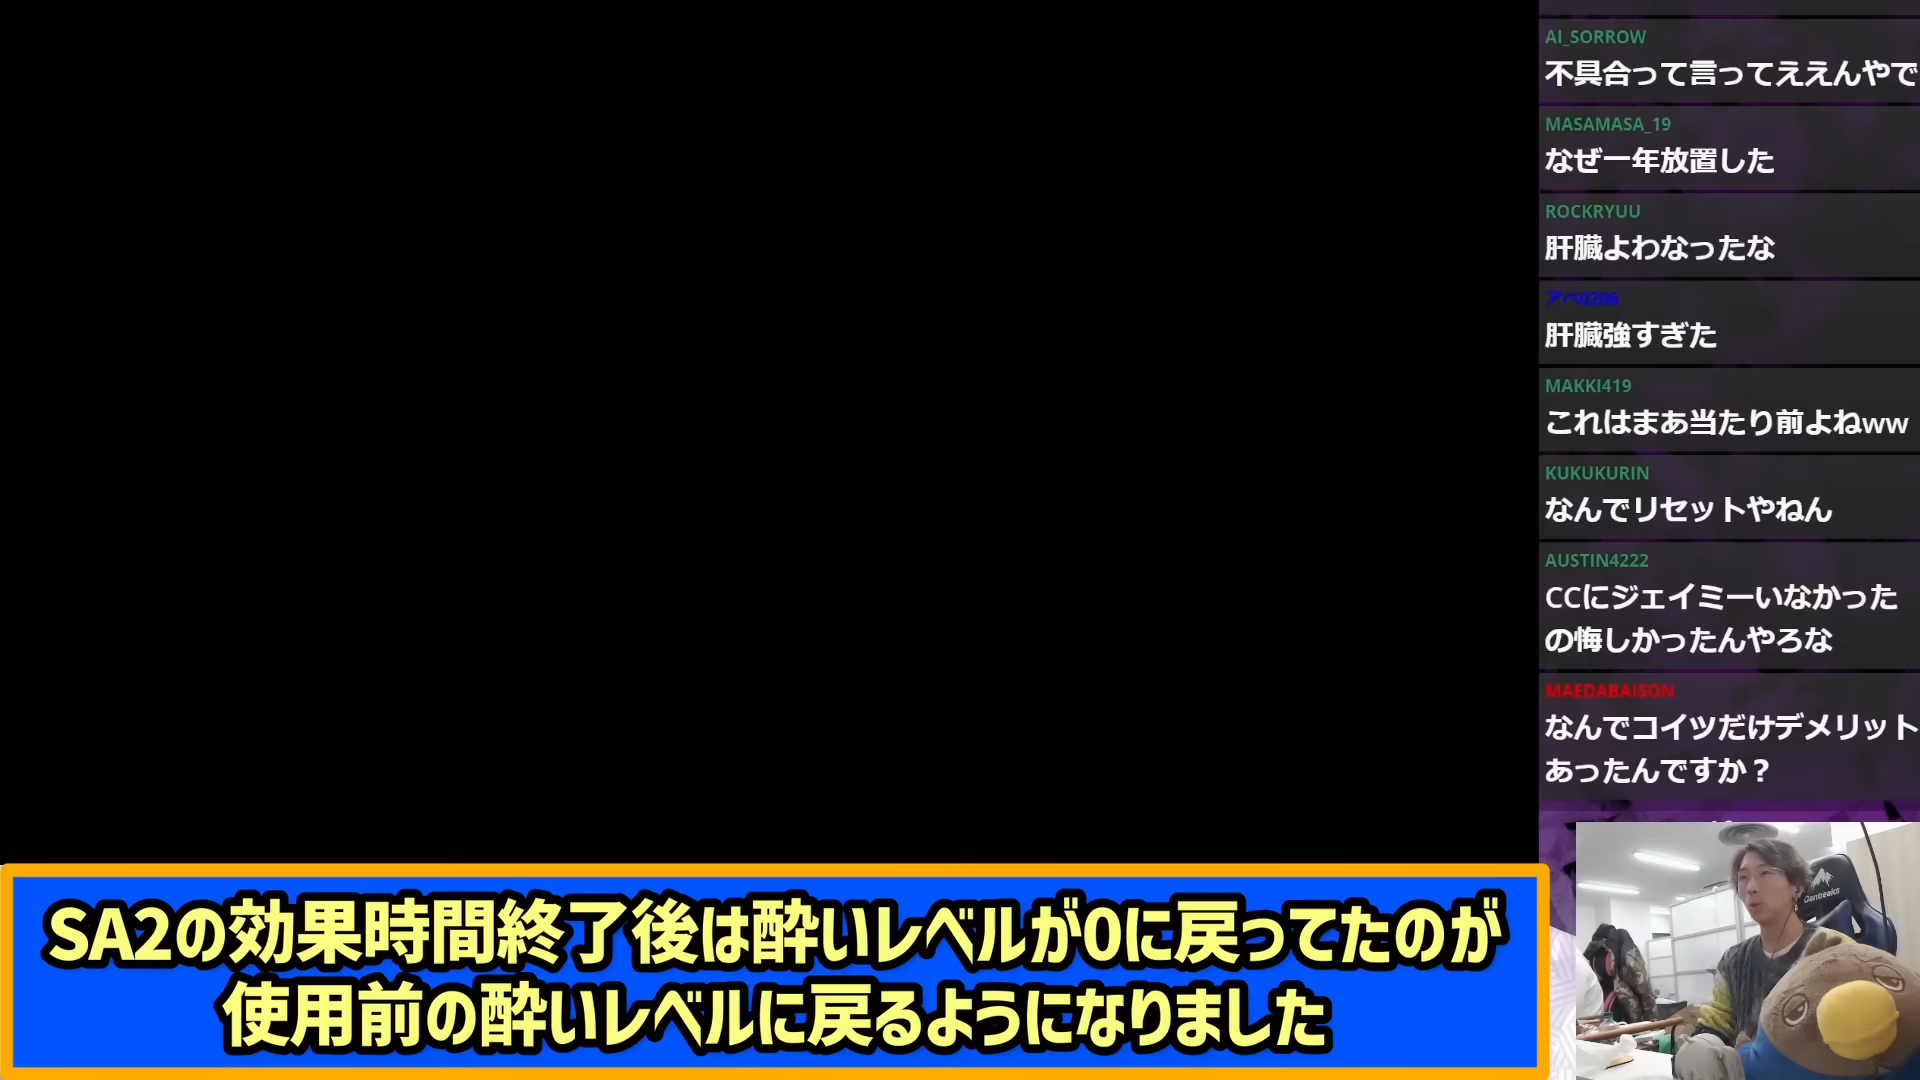 AI_SORROW
不具合って言ってええんやで
MASAMASA_19
なぜ一年放置した
ROCKRYUU
肝臓よわなったな
アベ0206
肝臓強すぎた
MAKKI419
これはまあ当たり前よねww
KUKUKURIN
なんでリセットやねん
AUSTIN4222
CCにジェイミーいなかった
の悔しかったんやろな
MAEDABAISON
なんでコイツだけデメリット
あったんですか？
SA2の効果時間終了後は酔いレベルが0に戻ってたのが
使用前の酔いレベルに戻るようになりました